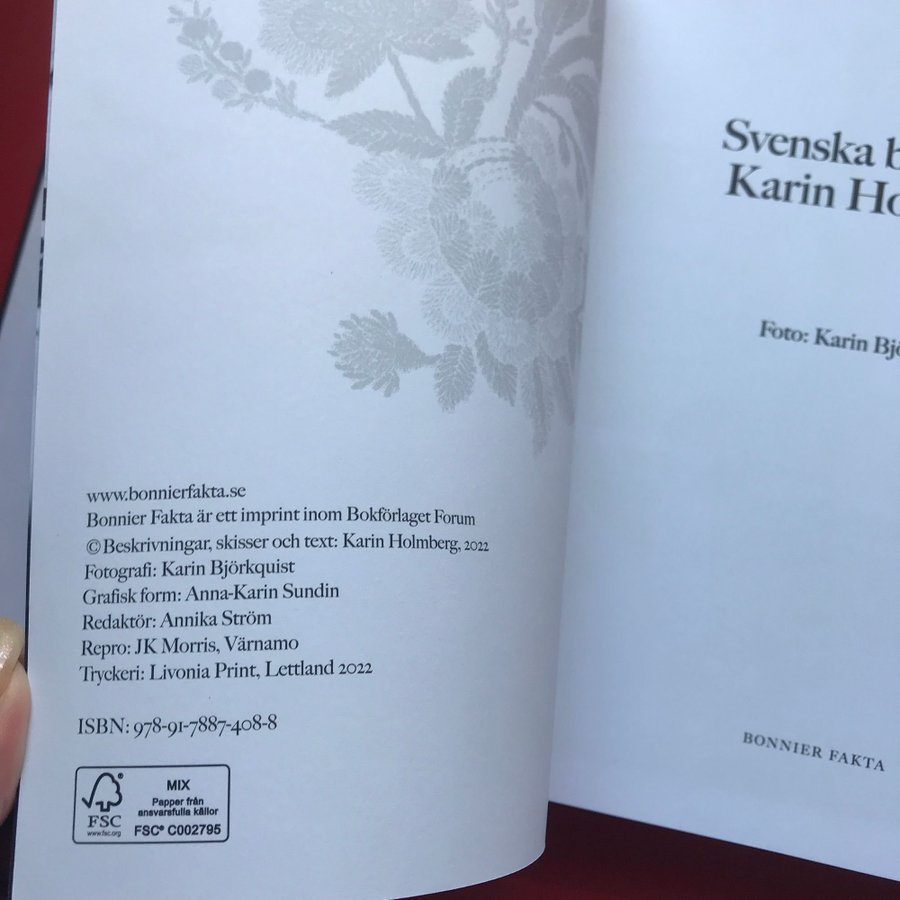 www.bonnierfakta.se
Bonnier Fakta är ett imprint inom Bokförlaget Forum
© Beskrivningar, skisser och text: Karin Holmberg, 2022
Fotografi: Karin Björkquist
Grafisk form: Anna-Karin Sundin
Redaktör: Annika Ström
Repro: JK Morris, Värnamo
Tryckeri: Livonia Print, Lettland 2022
ISBN: 978-91-7887-408-8
FSC
www.fsc.org
MIX
Papper från
ansvarsfulla källor
FSC® C002795
Svenska b
Karin Ho
Foto: Karin Bjö
BONNIER FAKTA